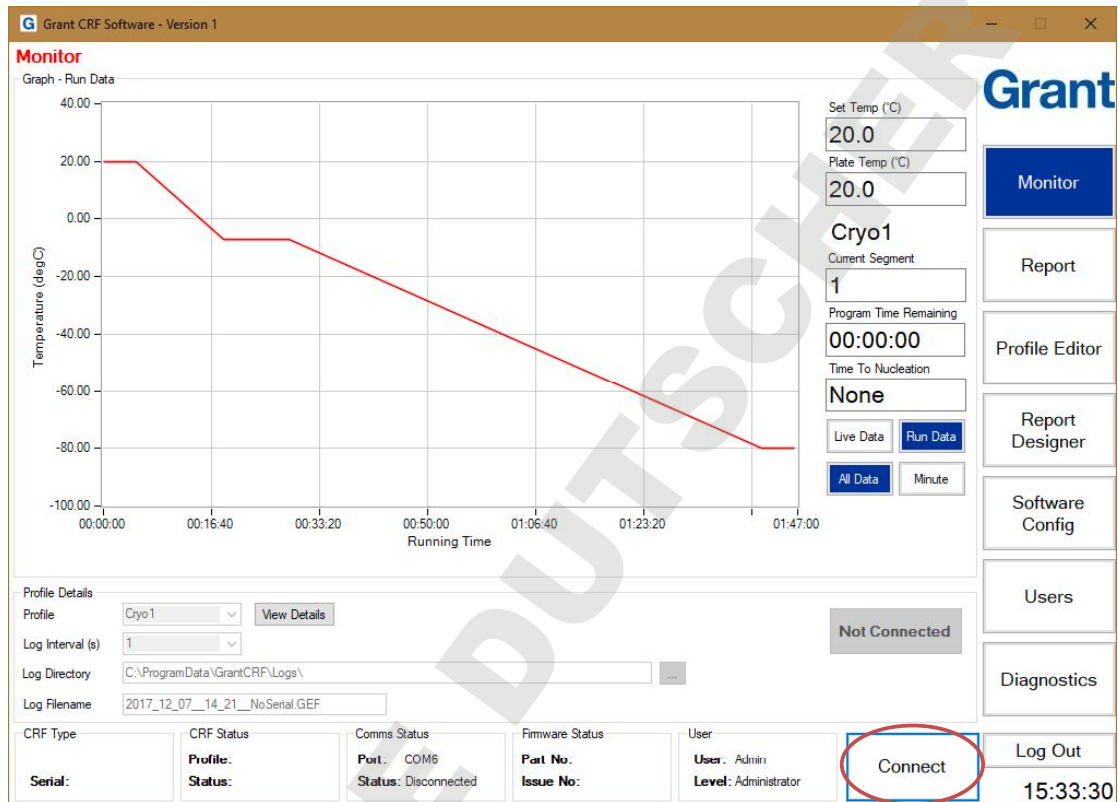 G Grant CRF Software - Version 1
Monitor
Graph - Run Data
40.00
20.00
0.00
-20.00
-40.00
-60.00
-80.00
-100.00
Temperature (degC)
00:00:00 00:16:40 00:33:20 00:50:00 01:06:40 01:23:20 01:47:00
Running Time
Set Temp (°C)
20.0
Plate Temp (°C)
20.0
Cryo1
Current Segment
1
Program Time Remaining
00:00:00
Time To Nucleation
None
Live Data Run Data
All Data Minute
Grant
Monitor
Report
Profile Editor
Report
Designer
Software
Config
Users
Diagnostics
Log Out
15:33:30
Profile Details
Profile Cryo1 View Details
Log Interval (s) 1
Log Directory C:\ProgramData\GrantCRF\Logs\ ...
Log Filename 2017_12_07__14_21__NoSerial.GEF
Not Connected
CRF Type
Serial:
CRF Status
Profile:
Status:
Comms Status
Port: COM6
Status: Disconnected
Firmware Status
Part No.
Issue No:
User
User: Admin
Level: Administrator
Connect
E DUTSCHER